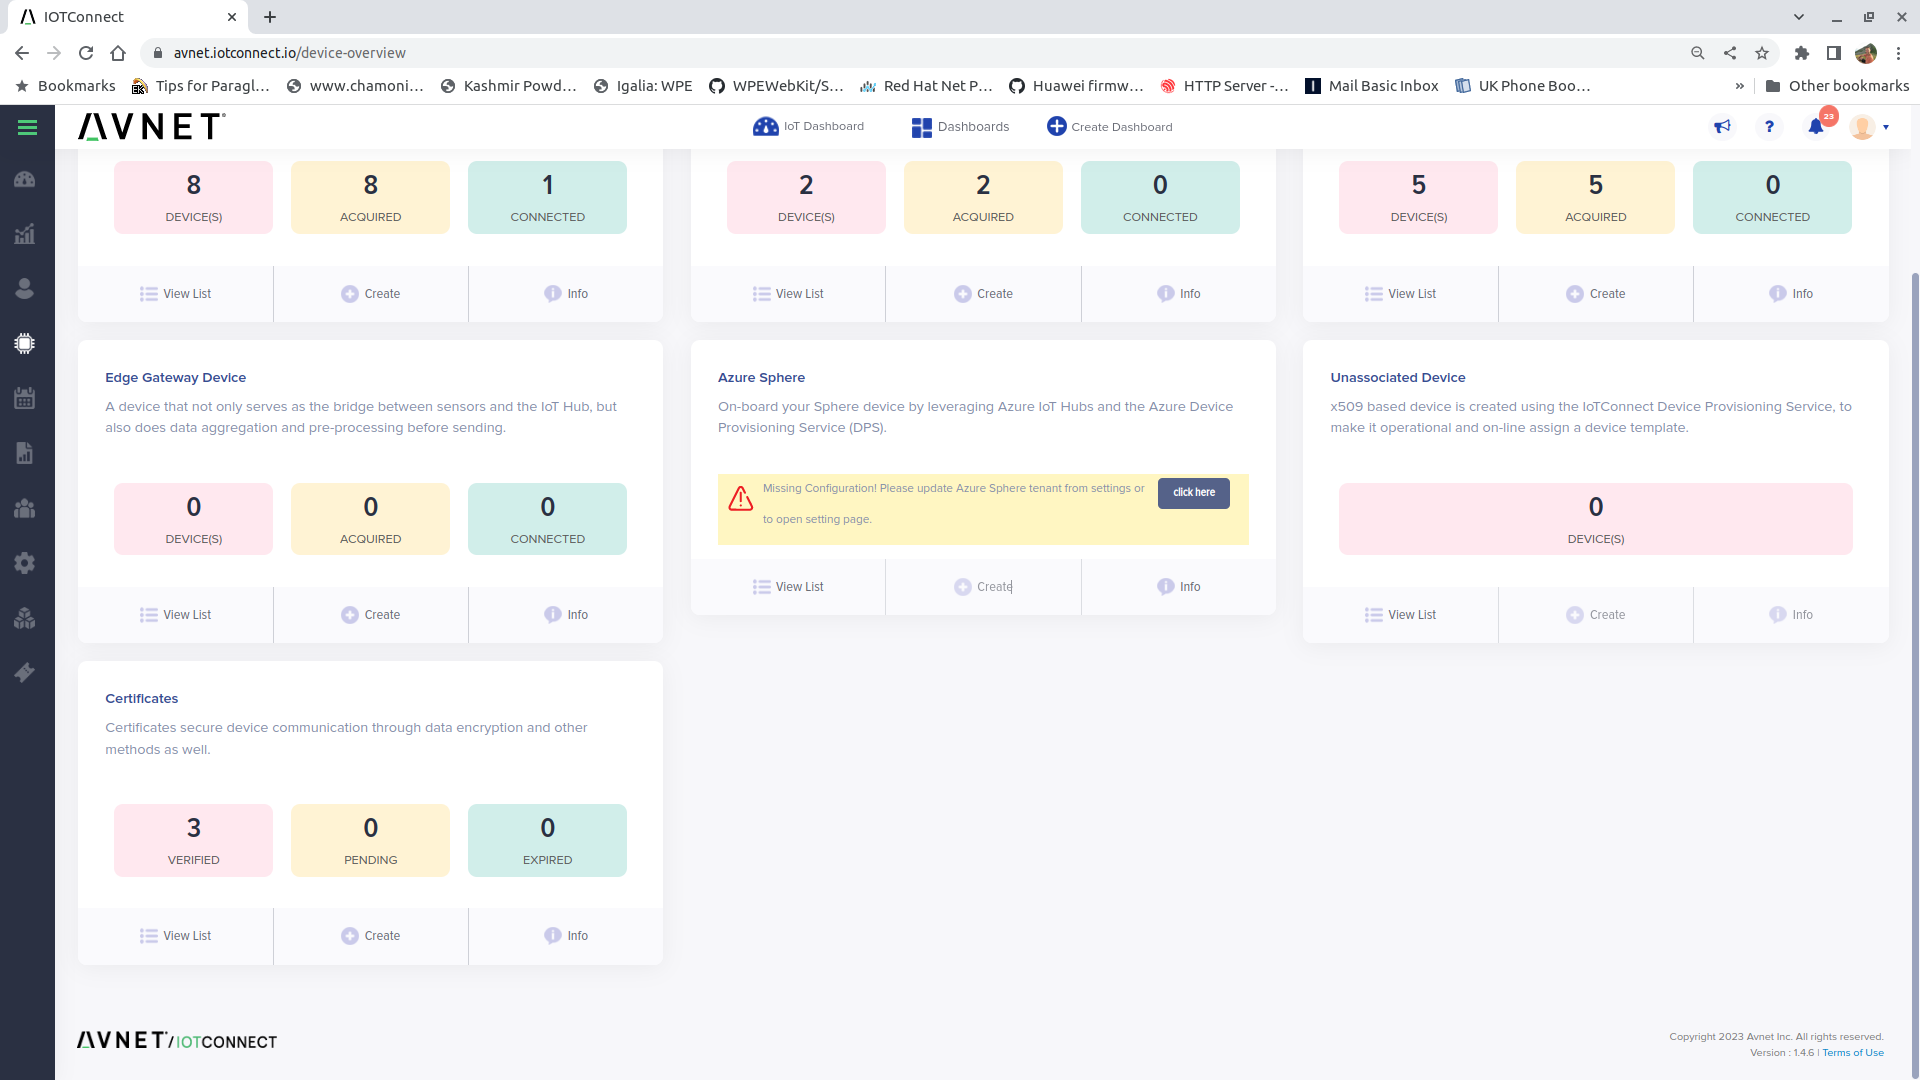 IOTConnect
avnet.iotconnect.io/device-overview
Bookmarks Tips for Paragl... www.chamoni... Kashmir Powd... Igalia: WPE WPEWebKit/S... Red Hat Net P... Huawei firmw... HTTP Server -... Mail Basic Inbox UK Phone Boo... » Other bookmarks
AVNET IoT Dashboard Dashboards Create Dashboard ? 23
8 8 1 2 2 0 5 5 0
DEVICE(S) ACQUIRED CONNECTED DEVICE(S) ACQUIRED CONNECTED DEVICE(S) ACQUIRED CONNECTED
View List Create Info View List Create Info View List Create Info
Edge Gateway Device
A device that not only serves as the bridge between sensors and the IoT Hub, but
also does data aggregation and pre-processing before sending.
0 0 0
DEVICE(S) ACQUIRED CONNECTED
View List Create Info
Azure Sphere
On-board your Sphere device by leveraging Azure IoT Hubs and the Azure Device
Provisioning Service (DPS).
Missing Configuration! Please update Azure Sphere tenant from settings or click here
to open setting page.
View List Create Info
Unassociated Device
x509 based device is created using the IoTConnect Device Provisioning Service, to
make it operational and on-line assign a device template.
0
DEVICE(S)
View List Create Info
Certificates
Certificates secure device communication through data encryption and other
methods as well.
3 0 0
VERIFIED PENDING EXPIRED
View List Create Info
AVNET/IOTCONNECT
Copyright 2023 Avnet Inc. All rights reserved.
Version : 1.4.6 | Terms of Use